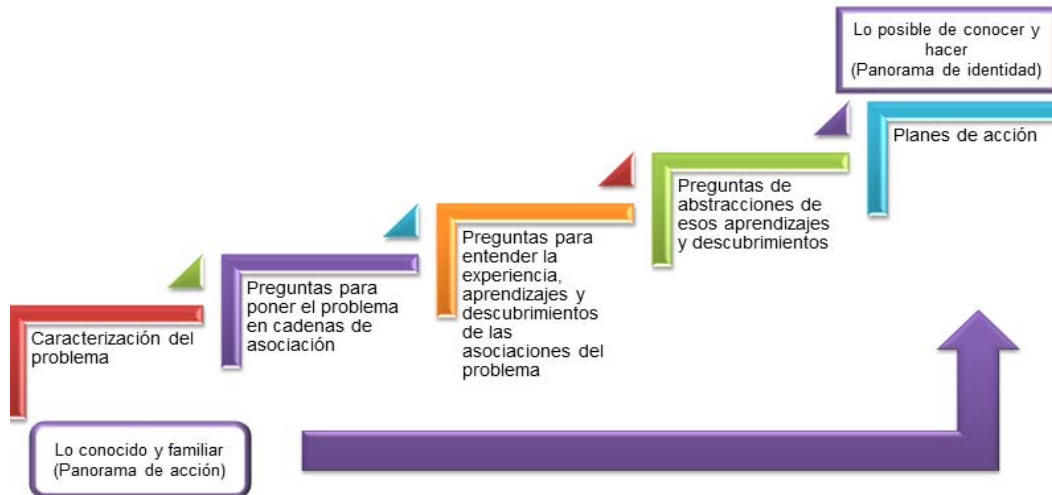 Lo posible de conocer y
hacer
(Panorama de identidad)
Planes de acción
Preguntas de
abstracciones de
esos aprendizajes
y descubrimientos
Preguntas para
entender la
experiencia,
aprendizajes y
descubrimientos
de las
asociaciones del
problema
Preguntas para
poner el problema
en cadenas de
asociación
Caracterización del
problema
Lo conocido y familiar
(Panorama de acción)